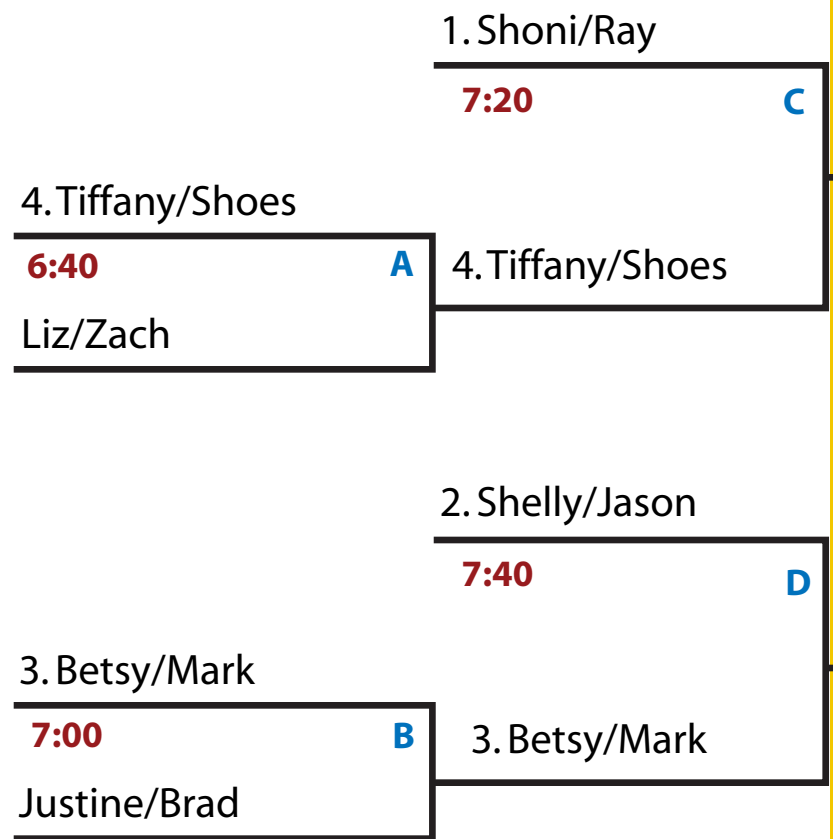 1. Shoni/Ray
7:20 C
4. Tiffany/Shoes
6:40 A
4. Tiffany/Shoes
Liz/Zach
2. Shelly/Jason
7:40 D
3. Betsy/Mark
7:00 B
3. Betsy/Mark
Justine/Brad